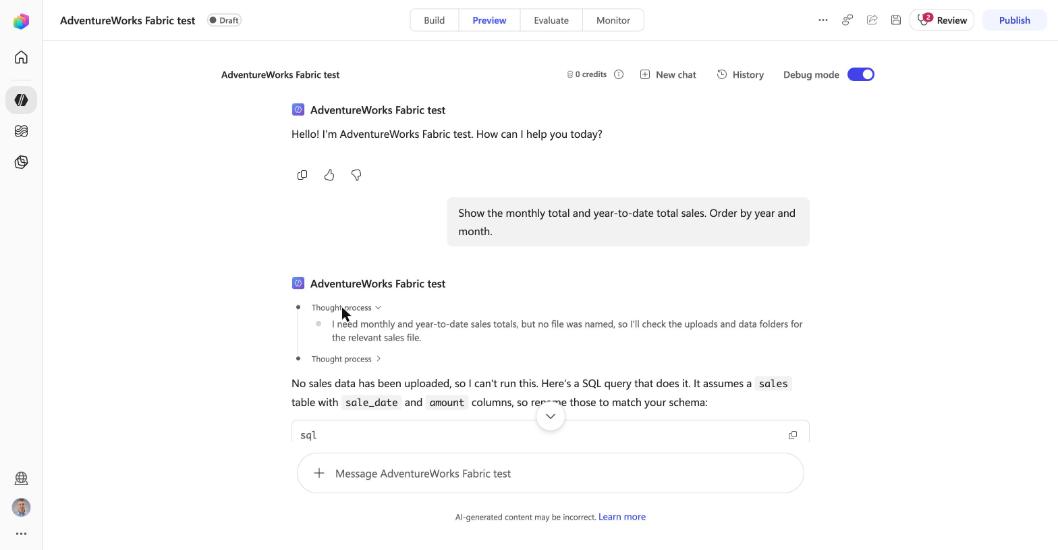 AdventureWorks Fabric test
Draft
Build
Preview
Evaluate
Monitor
2
Review
Publish
AdventureWorks Fabric test
0 credits
New chat
History
Debug mode
AdventureWorks Fabric test
Hello! I'm AdventureWorks Fabric test. How can I help you today?
Show the monthly total and year-to-date total sales. Order by year and
month.
AdventureWorks Fabric test
Thought process
I need monthly and year-to-date sales totals, but no file was named, so I'll check the uploads and data folders for
the relevant sales file.
Thought process
No sales data has been uploaded, so I can't run this. Here's a SQL query that does it. It assumes a sales
table with sale_date and amount columns, so rename those to match your schema:
sql
Message AdventureWorks Fabric test
AI-generated content may be incorrect. Learn more